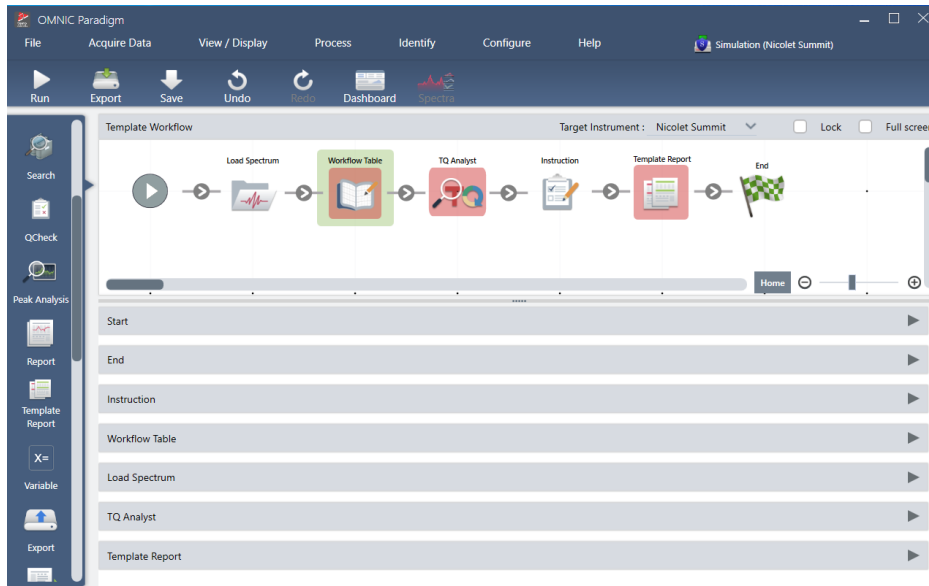 OMNIC Paradigm
File Acquire Data View / Display Process Identify Configure Help Simulation (Nicolet Summit)
Run Export Save Undo Redo Dashboard Spectra
Template Workflow Target Instrument : Nicolet Summit Lock Full screen
Load Spectrum Workflow Table TQ Analyst Instruction Template Report End
Home
Search
QCheck
Peak Analysis
Report
Template
Report
X=
Variable
Export
Start
End
Instruction
Workflow Table
Load Spectrum
TQ Analyst
Template Report